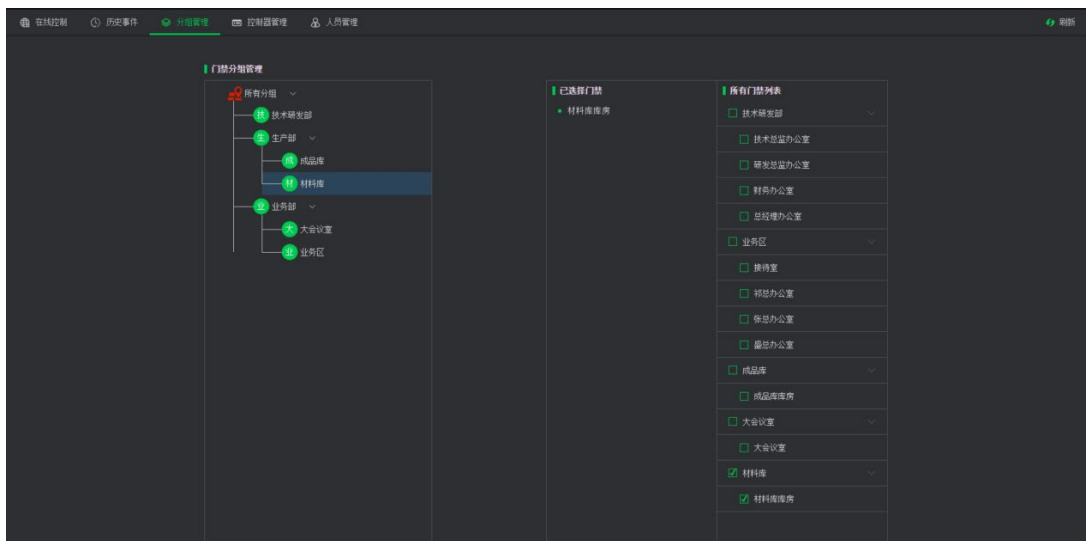 在线控制 历史事件 分组管理 控制器管理 人员管理 刷新
门禁分组管理
所有分组
技 技术研发部
生 生产部
成 成品库
材 材料库
业 业务部
大 大会议室
业 业务区
已选择门禁
材料库库房
所有门禁列表
技术研发部
技术总监办公室
研发总监办公室
财务办公室
总经理办公室
业务区
接待室
祁总办公室
张总办公室
盛总办公室
成品库
成品库库房
大会议室
大会议室
材料库
材料库库房